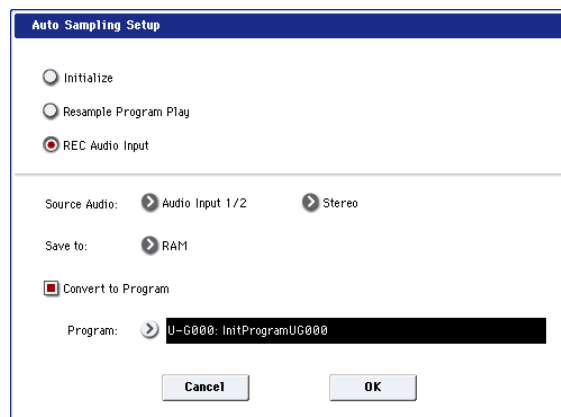 Auto Sampling Setup
Initialize
Resample Program Play
REC Audio Input
Source Audio: Audio Input 1/2 Stereo
Save to: RAM
Convert to Program
Program: U-G000: InitProgramUG000
Cancel OK